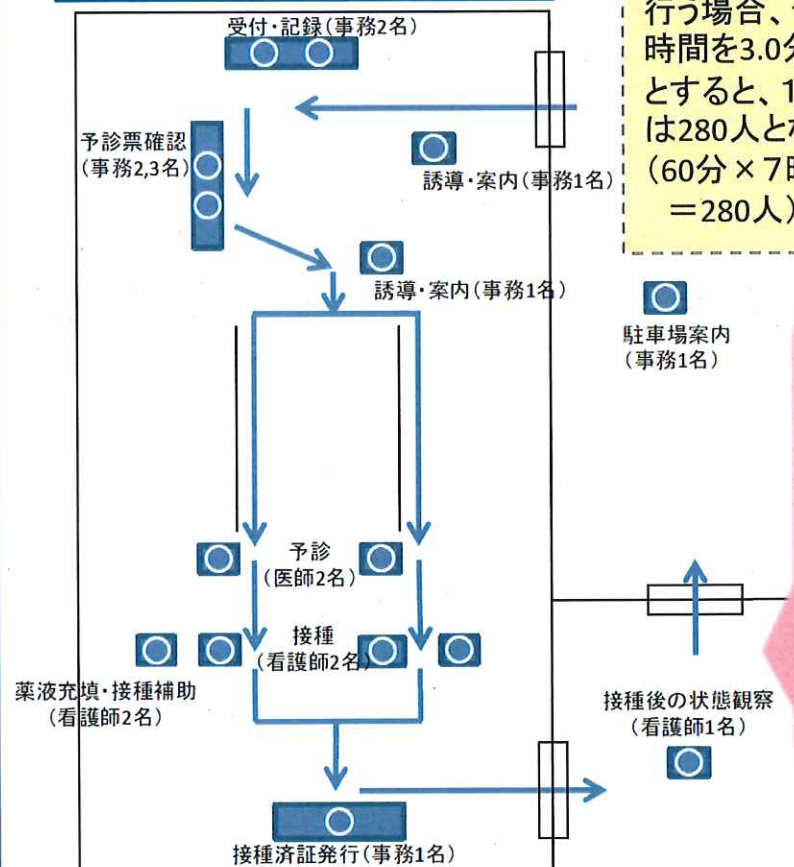 受付・記録(事務2名)
行う場合、
時間を3.0分
とすると、1
は280人と
(60分×7時
=280人)
予診票確認
(事務2,3名)
誘導・案内(事務1名)
誘導・案内(事務1名)
駐車場案内
(事務1名)
予診
(医師2名)
接種
(看護師2名)
薬液充填・接種補助
(看護師2名)
接種後の状態観察
(看護師1名)
接種済証発行(事務1名)